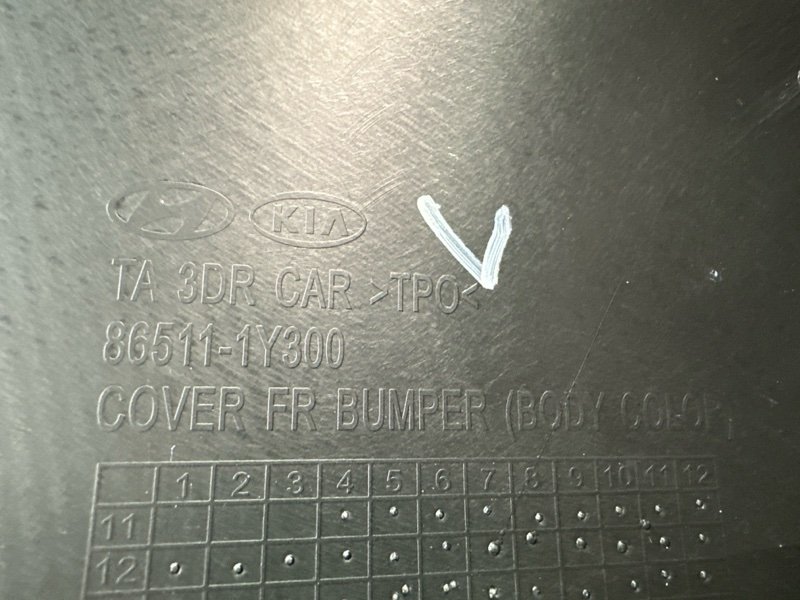 KIA
TA 3DR CAR >TPO<
86511-1Y300
COVER FR BUMPER (BODY COLOR)
1 2 3 4 5 6 7 8 9 10 11 12
11
12